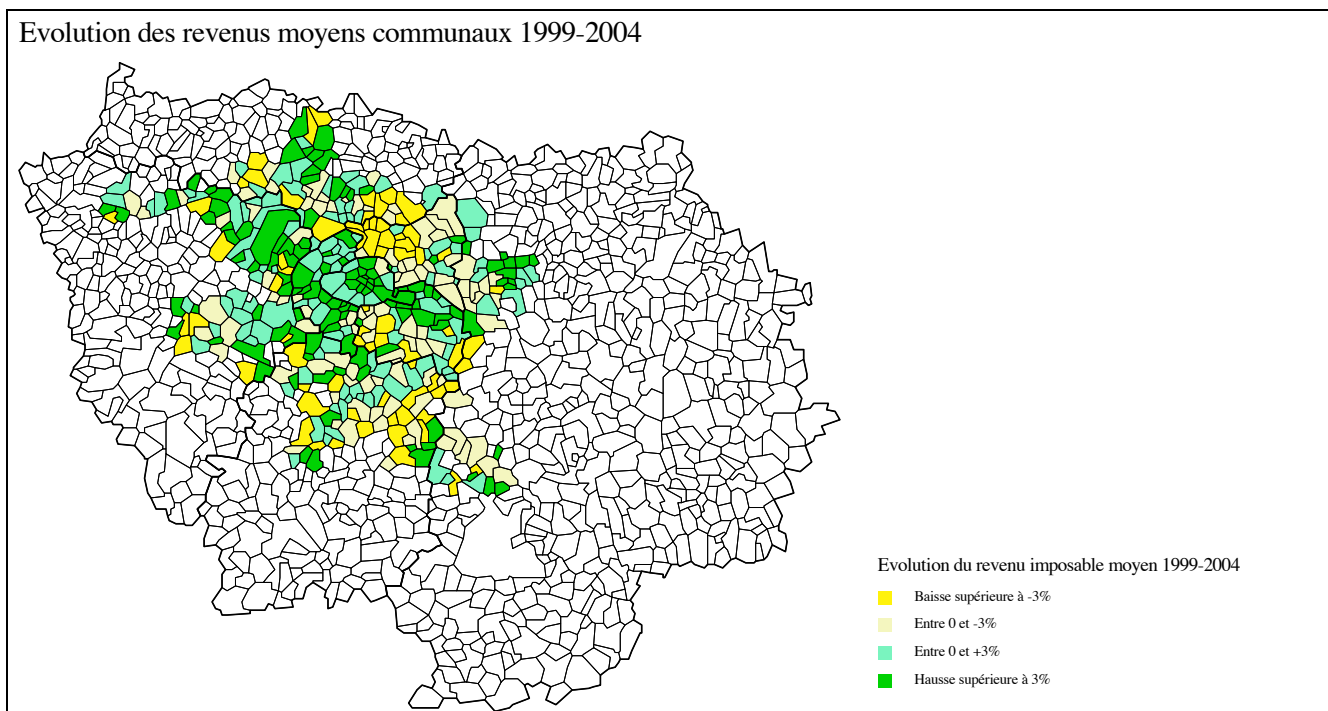 Evolution des revenus moyens communaux 1999-2004
Evolution du revenu imposable moyen 1999-2004
Baisse supérieure à -3%
Entre 0 et -3%
Entre 0 et +3%
Hausse supérieure à 3%